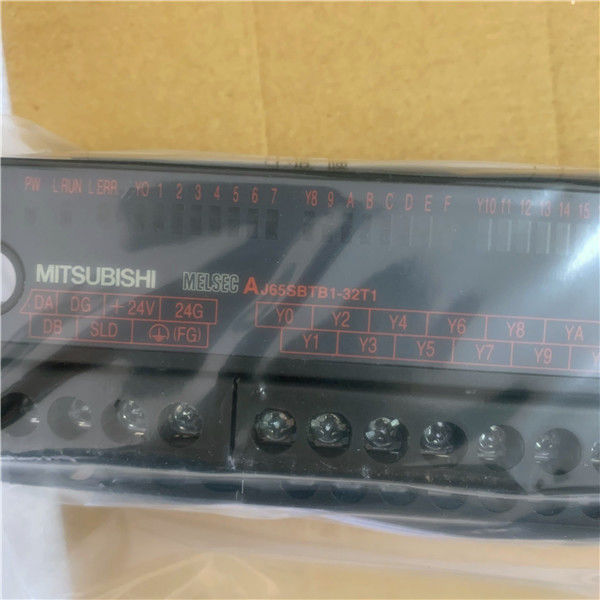 PW L RUN L ERR. Y0 1 2 3 4 5 6 7 Y8 9 A B C D E F Y10 11 12 13 14 15
MITSUBISHI MELSEC AJ65SBTB1-32T1
DA DG +24V 24G Y0 Y2 Y4 Y6 Y8 YA
DB SLD (FG) Y1 Y3 Y5 Y7 Y9